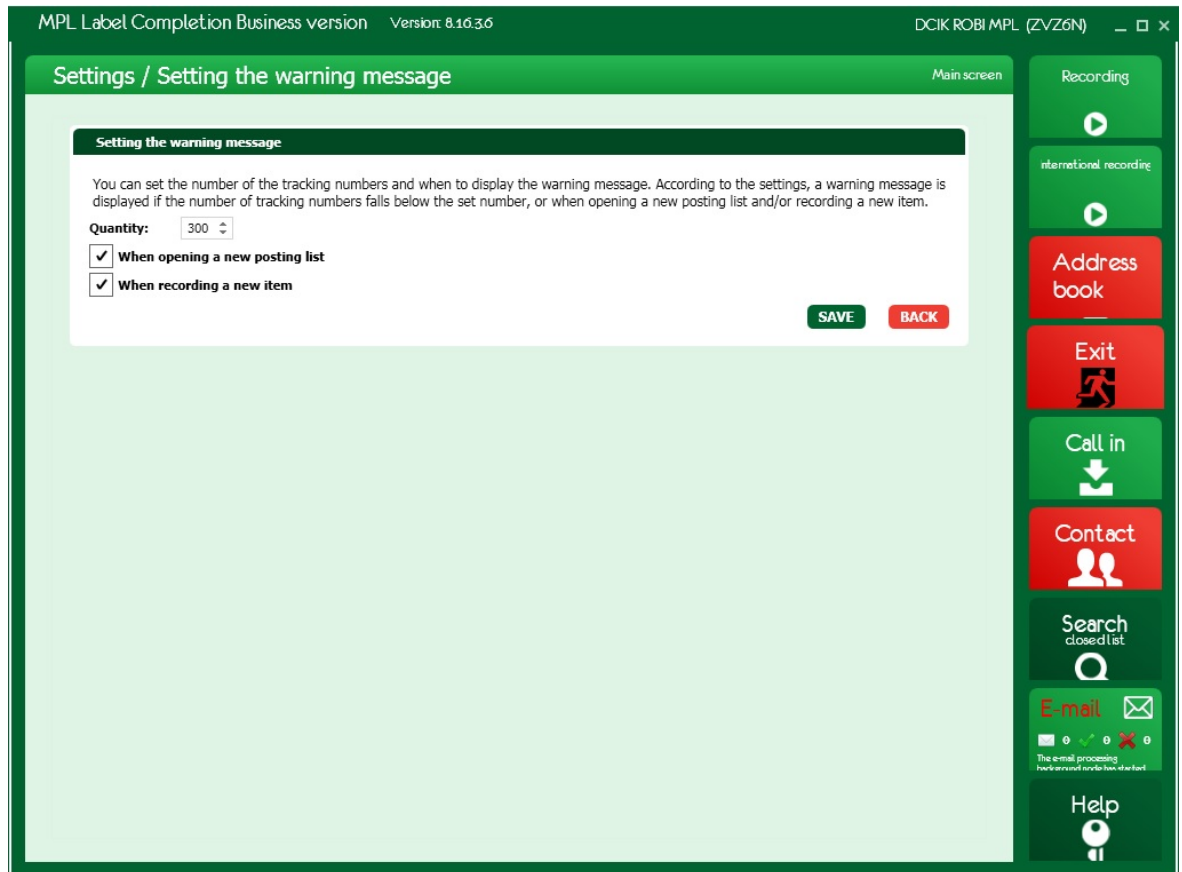 MPL Label Completion Business version Version: 8.16.3.6 DCIK ROBI MPL (ZVZ6N)
Settings / Setting the warning message Main screen
Setting the warning message
You can set the number of the tracking numbers and when to display the warning message. According to the settings, a warning message is
displayed if the number of tracking numbers falls below the set number, or when opening a new posting list and/or recording a new item.
Quantity: 300
When opening a new posting list
When recording a new item
SAVE BACK
Recording
nternational recording
Address
book
Exit
Call in
Contact
Search
closed list
E-mail
0 0 0
The e-mail processing
background node has started
Help